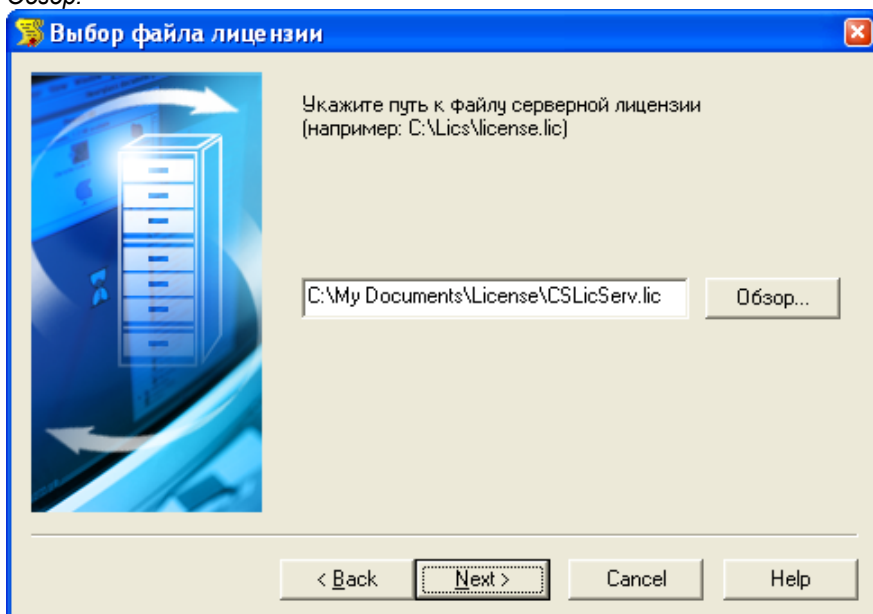 Обзор.
Выбор файла лицензии
Укажите путь к файлу серверной лицензии
(например: C:\Lics\license.lic)
C:\My Documents\License\CSLicServ.lic
Обзор...
< Back
Next >
Cancel
Help